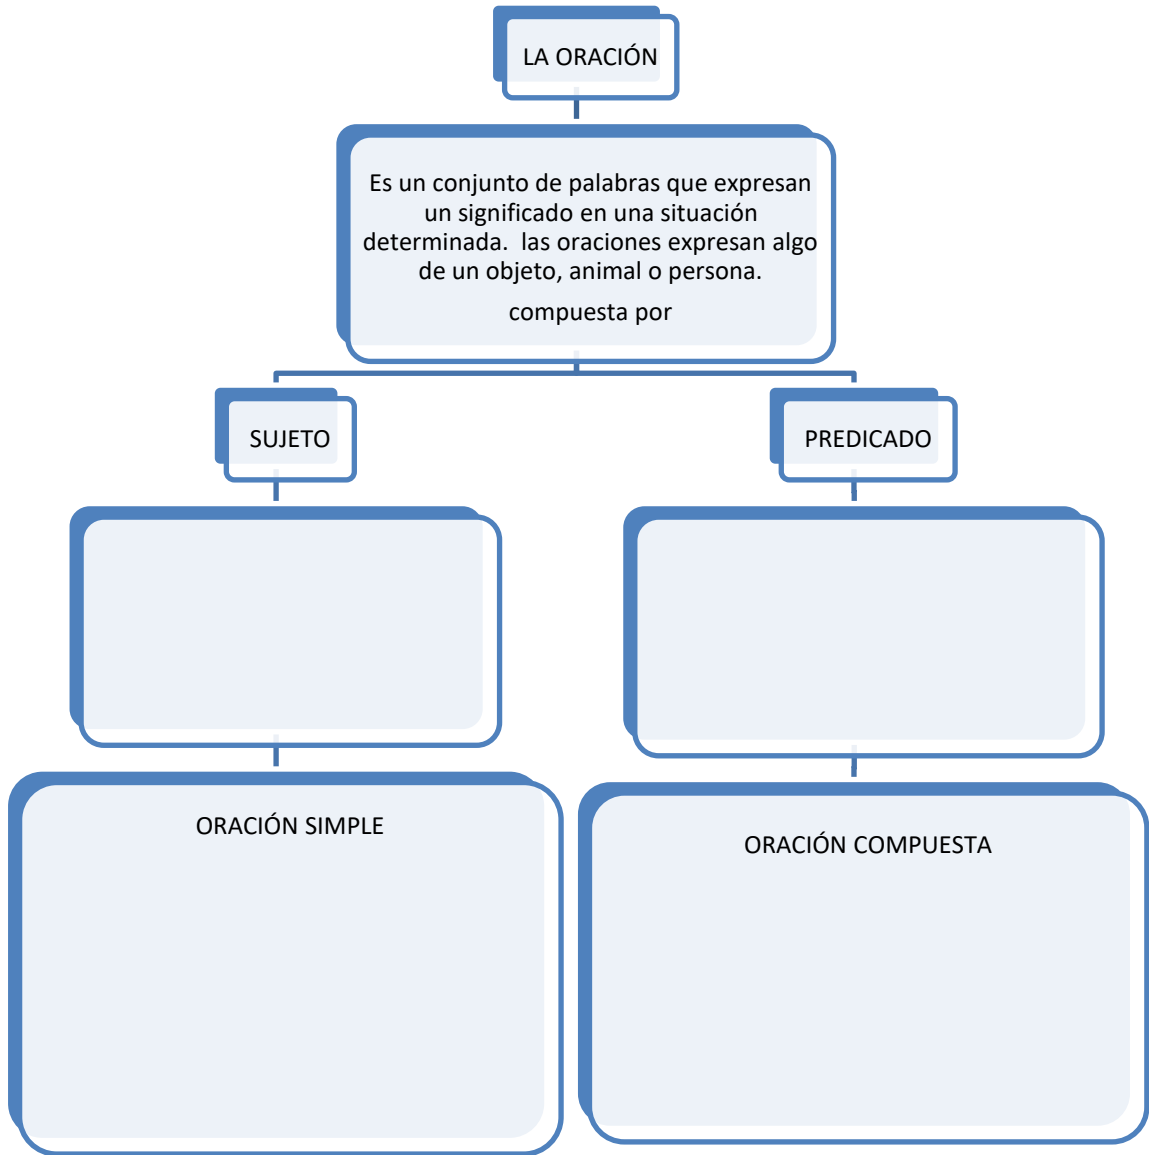 LA ORACIÓN
Es un conjunto de palabras que expresan
un significado en una situación
determinada.  las oraciones expresan algo
de un objeto, animal o persona.
compuesta por
SUJETO
PREDICADO
ORACIÓN SIMPLE
ORACIÓN COMPUESTA